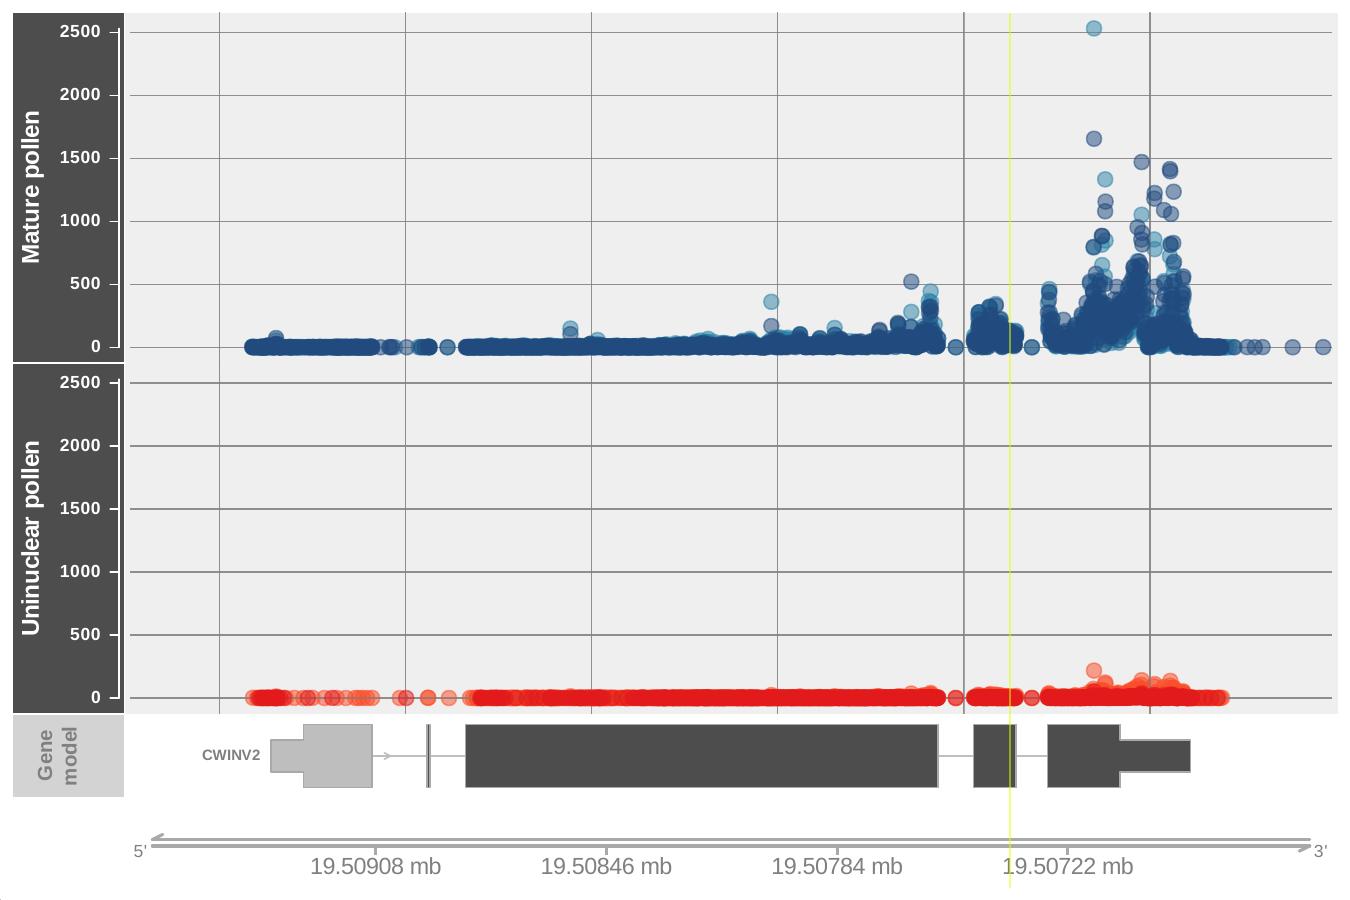 Mature pollen
2500
2000
1500
1000
500
0
Uninuclear pollen
2500
2000
1500
1000
500
0
Gene
model
CWINV2
5'
3'
19.50908 mb
19.50846 mb
19.50784 mb
19.50722 mb